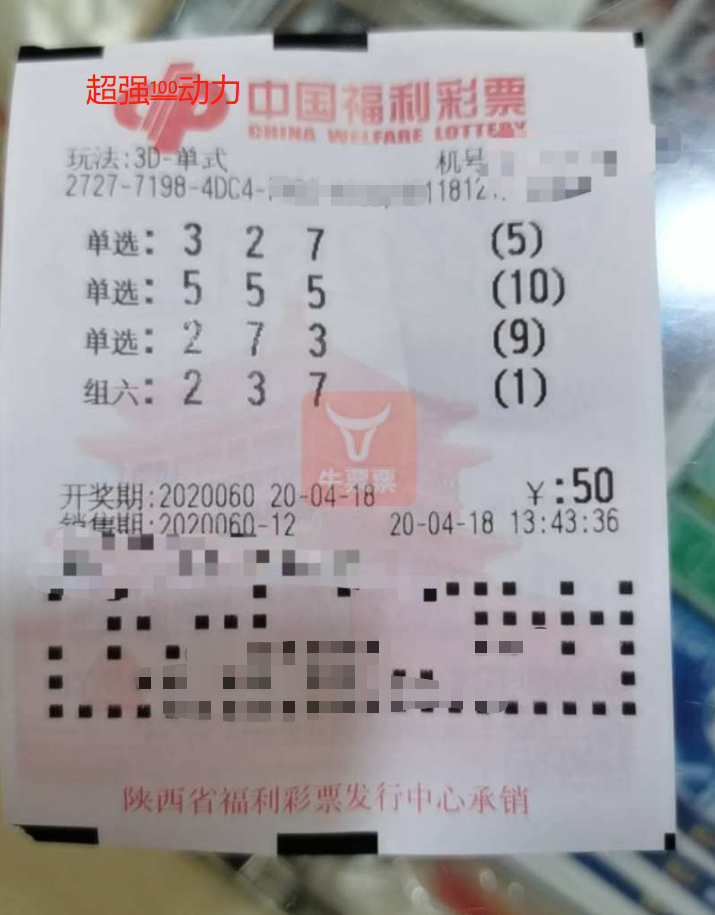 超强100动力
中国福利彩票
CHINA WELFARE LOTTERY
玩法:3D-单式 机号
2727-7198-4DC4- 11812
单选: 3 2 7 (5)
单选: 5 5 5 (10)
单选: 2 7 3 (9)
组六: 2 3 7 (1)
牛票票
开奖期:2020060 20-04-18 ¥:50
销售期:2020060-12 20-04-18 13:43:36
陕西省福利彩票发行中心承销